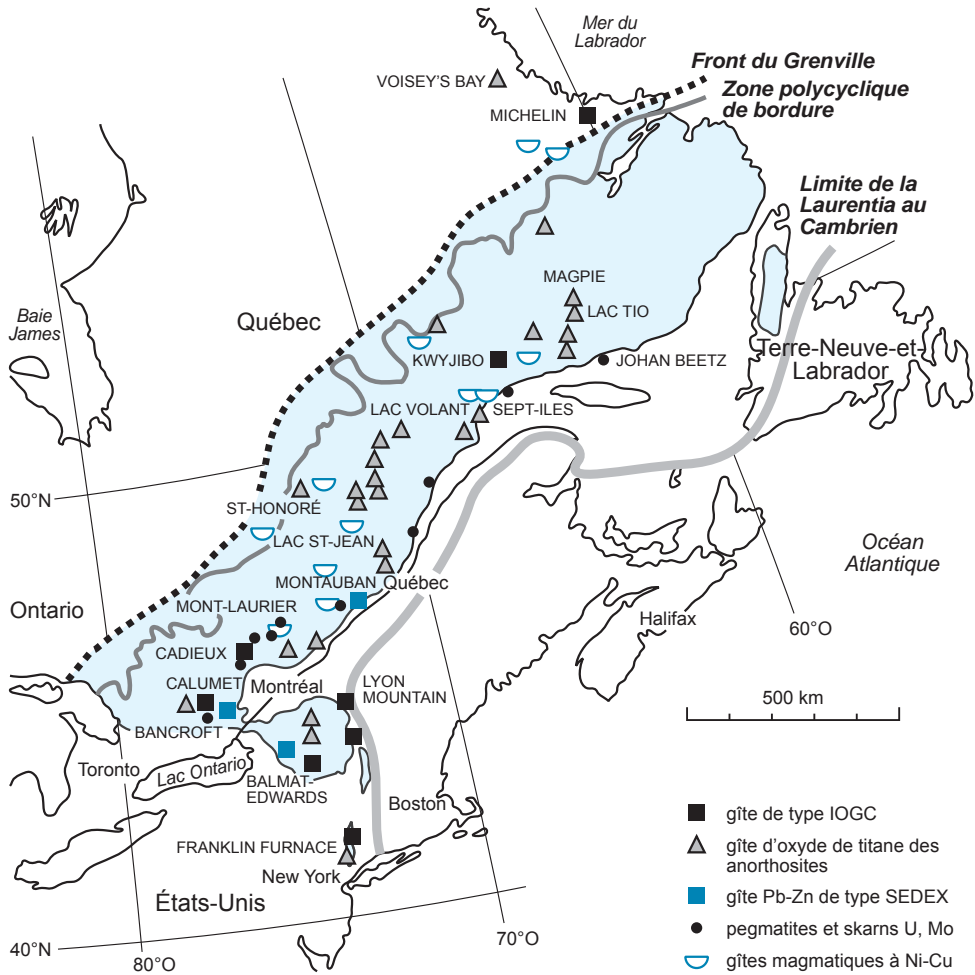 Mer du
Labrador
Front du Grenville
VOISEY'S BAY
Zone polycyclique
de bordure
MICHELIN
Limite de la
Laurentia au
Cambrien
MAGPIE
LAC TIO
Baie
James
Québec
KWYJIBO
JOHAN BEETZ
Terre-Neuve-et-
Labrador
LAC VOLANT
SEPT-ILES
50°N
ST-HONORÉ
LAC ST-JEAN
Océan
Atlantique
MONTAUBAN
Québec
Ontario
MONT-LAURIER
Halifax
60°O
CADIEUX
CALUMET
Montréal
LYON
MOUNTAIN
500 km
BANCROFT
Toronto
Lac Ontario
BALMAT-
EDWARDS
Boston
FRANKLIN FURNACE
New York
États-Unis
40°N
80°O
70°O
gîte de type IOGC
gîte d'oxyde de titane des
anorthosites
gîte Pb-Zn de type SEDEX
pegmatites et skarns U, Mo
gîtes magmatiques à Ni-Cu